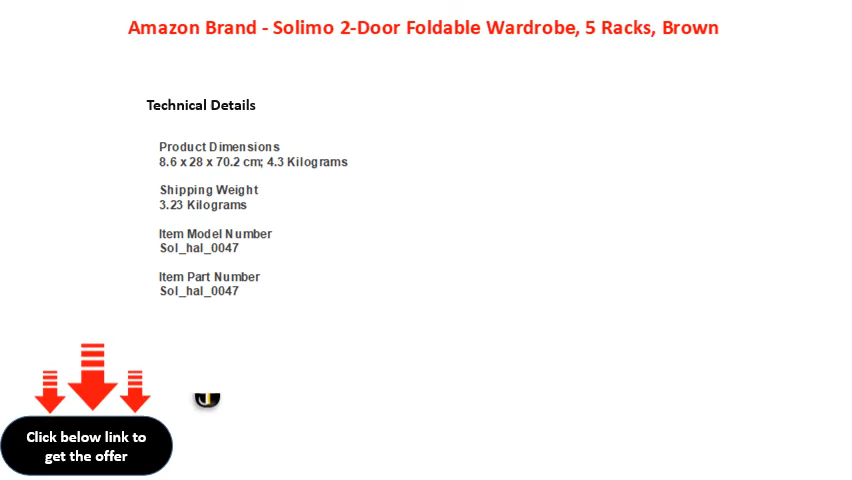 Amazon Brand - Solimo 2-Door Foldable Wardrobe, 5 Racks, Brown
Technical Details
Product Dimensions
8.6 x 28 x 70.2 cm; 4.3 Kilograms
Shipping Weight
3.23 Kilograms
Item Model Number
Sol_hal_0047
Item Part Number
Sol_hal_0047
Click below link to
get the offer